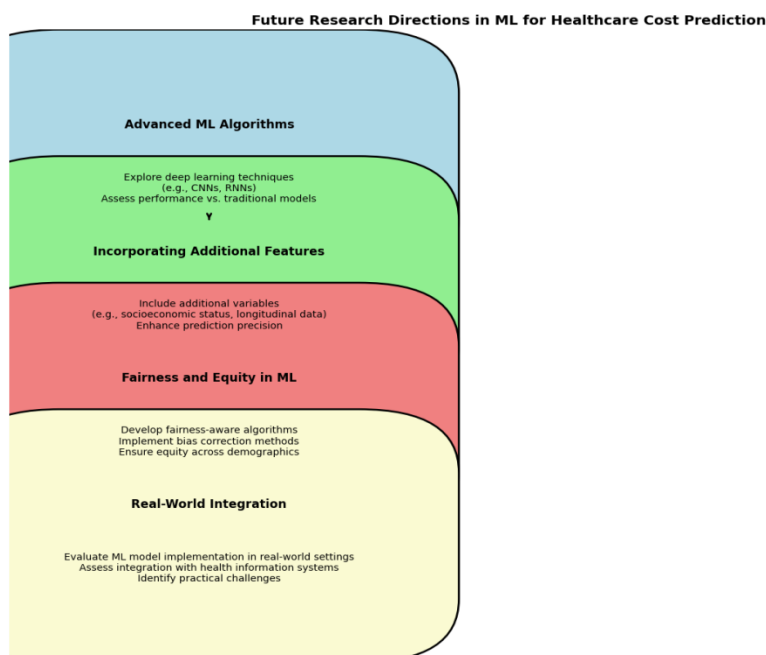 Future Research Directions in ML for Healthcare Cost Prediction
Advanced ML Algorithms
Explore deep learning techniques
(e.g., CNNs, RNNs)
Assess performance vs. traditional models
Incorporating Additional Features
Include additional variables
(e.g., socioeconomic status, longitudinal data)
Enhance prediction precision
Fairness and Equity in ML
Develop fairness-aware algorithms
Implement bias correction methods
Ensure equity across demographics
Real-World Integration
Evaluate ML model implementation in real-world settings
Assess integration with health information systems
Identify practical challenges